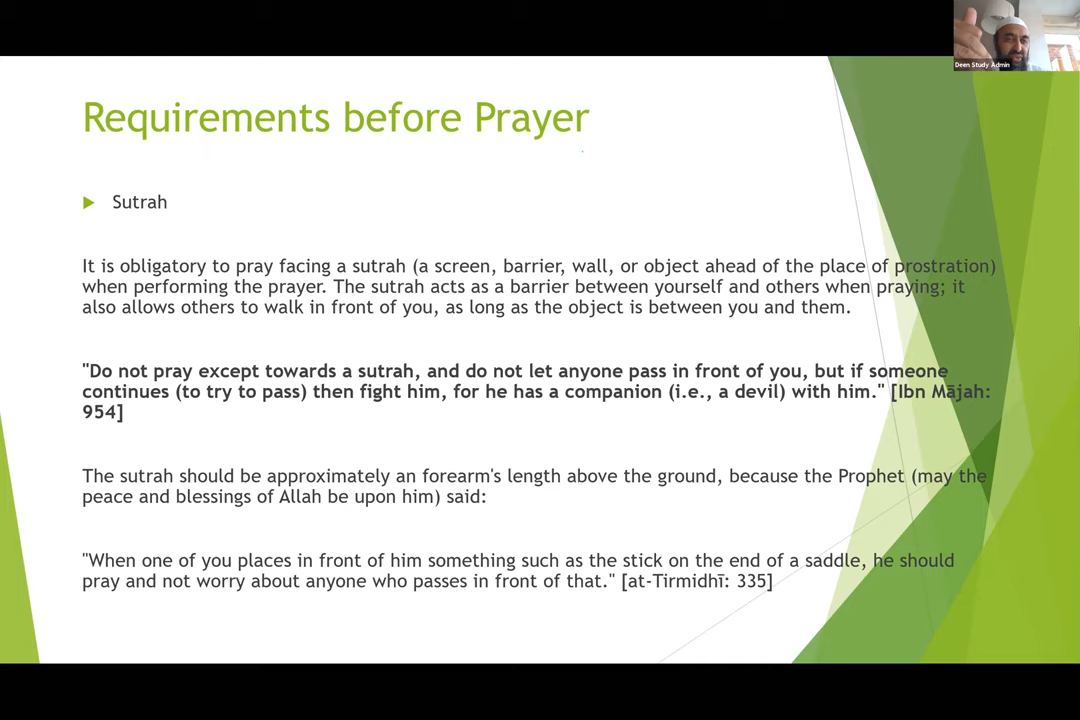 Deen Study Admin
Requirements before Prayer
Sutrah
It is obligatory to pray facing a sutrah (a screen, barrier, wall, or object ahead of the place of prostration)
when performing the prayer. The sutrah acts as a barrier between yourself and others when praying; it
also allows others to walk in front of you, as long as the object is between you and them.
"Do not pray except towards a sutrah, and do not let anyone pass in front of you, but if someone
continues (to try to pass) then fight him, for he has a companion (i.e., a devil) with him." [Ibn Mājah:
954]
The sutrah should be approximately an forearm's length above the ground, because the Prophet (may the
peace and blessings of Allah be upon him) said:
"When one of you places in front of him something such as the stick on the end of a saddle, he should
pray and not worry about anyone who passes in front of that." [at-Tirmidhī: 335]